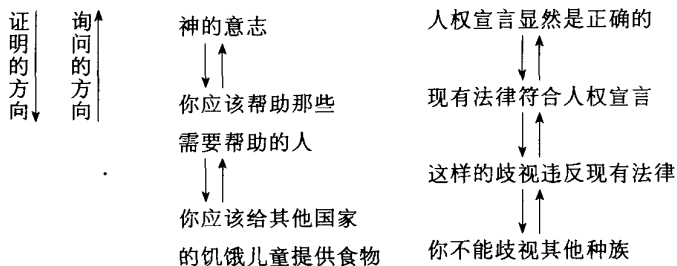 证明的方向
询问的方向
神的意志
你应该帮助那些
需要帮助的人
你应该给其他国家
的饥饿儿童提供食物
人权宣言显然是正确的
现有法律符合人权宣言
这样的歧视违反现有法律
你不能歧视其他种族